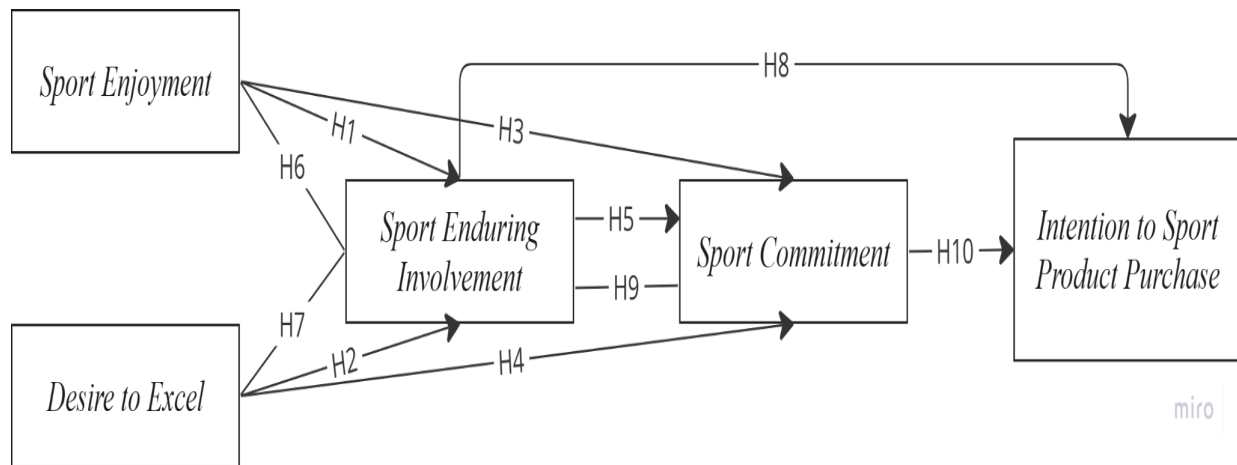 Sport Enjoyment
H8
H1
H3
H6
Sport Enduring
Involvement
H5
H9
Sport Commitment
H10
Intention to Sport
Product Purchase
H7
H2
H4
Desire to Excel
miro